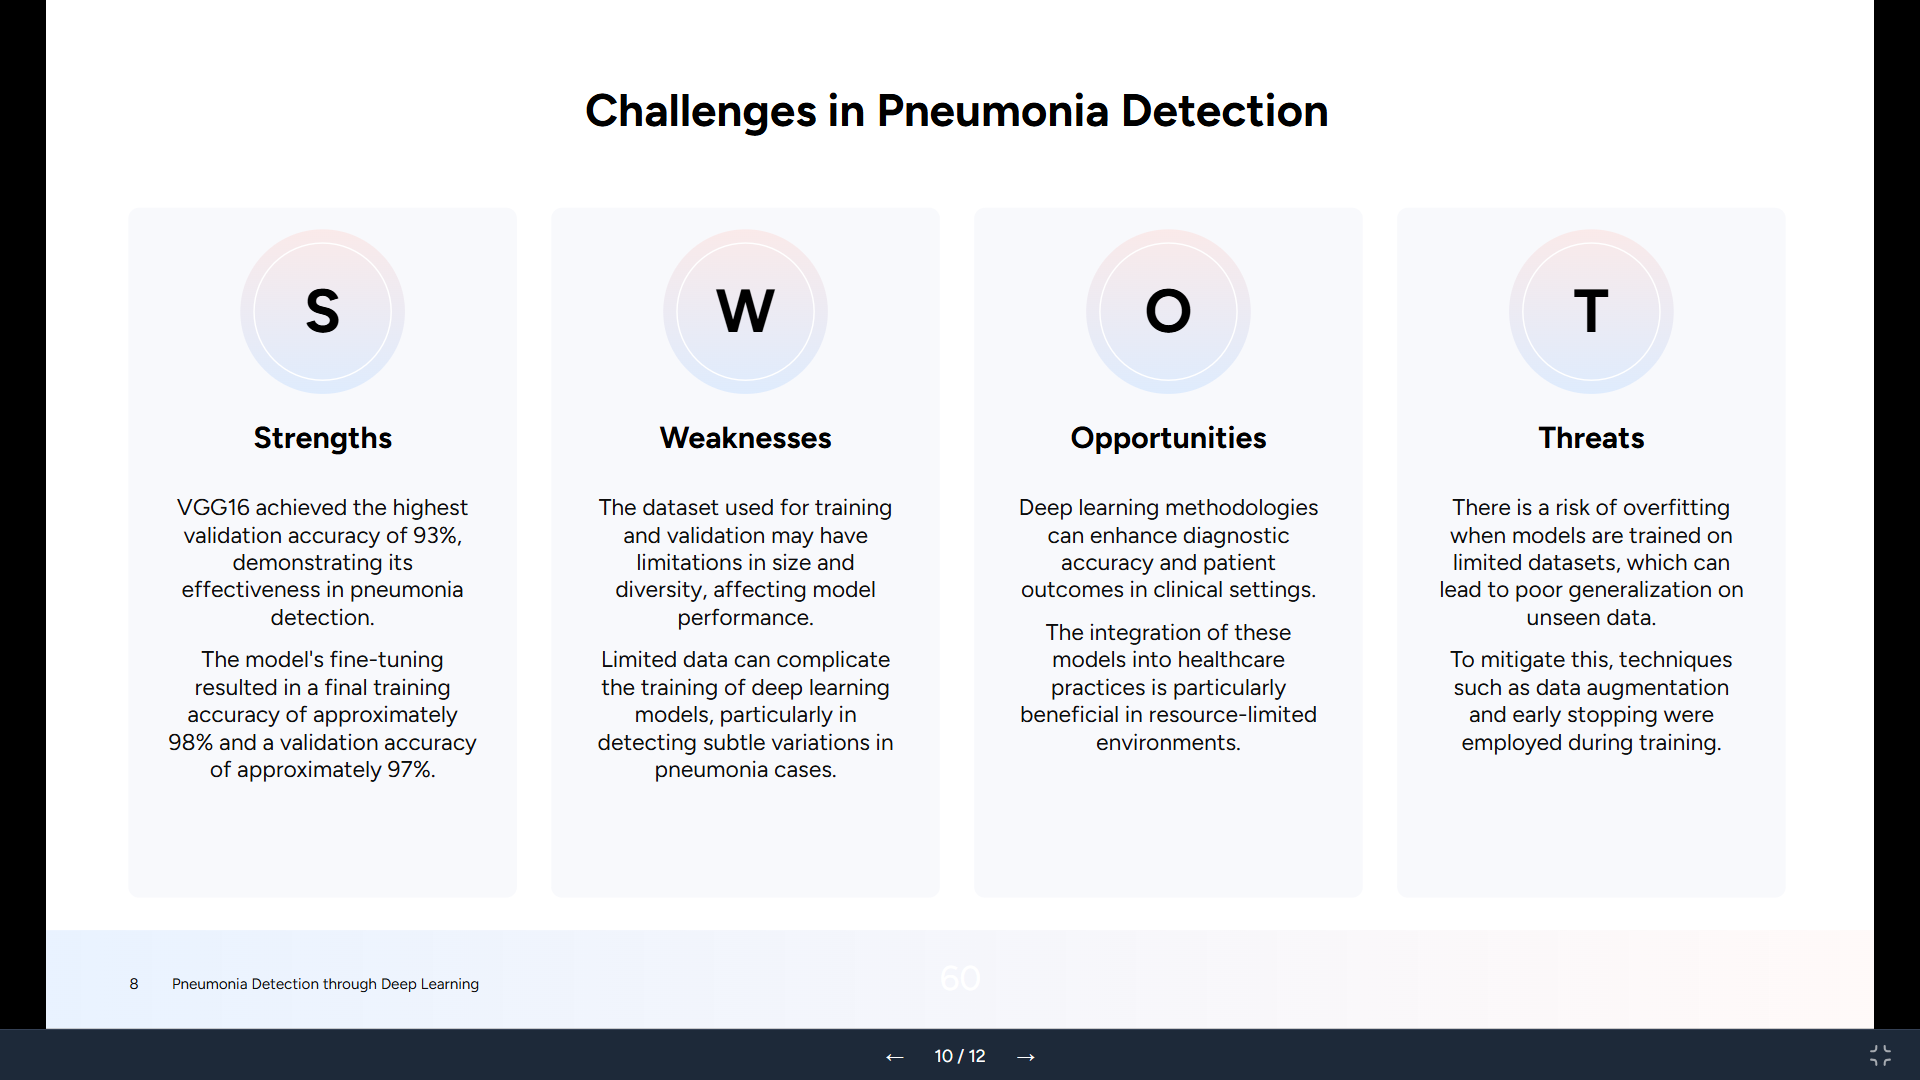 Challenges in Pneumonia Detection
S
Strengths
VGG16 achieved the highest
validation accuracy of 93%,
demonstrating its
effectiveness in pneumonia
detection.
The model's fine-tuning
resulted in a final training
accuracy of approximately
98% and a validation accuracy
of approximately 97%.
W
Weaknesses
The dataset used for training
and validation may have
limitations in size and
diversity, affecting model
performance.
Limited data can complicate
the training of deep learning
models, particularly in
detecting subtle variations in
pneumonia cases.
O
Opportunities
Deep learning methodologies
can enhance diagnostic
accuracy and patient
outcomes in clinical settings.
The integration of these
models into healthcare
practices is particularly
beneficial in resource-limited
environments.
T
Threats
There is a risk of overfitting
when models are trained on
limited datasets, which can
lead to poor generalization on
unseen data.
To mitigate this, techniques
such as data augmentation
and early stopping were
employed during training.
8 Pneumonia Detection through Deep Learning
60
← 10 / 12 →